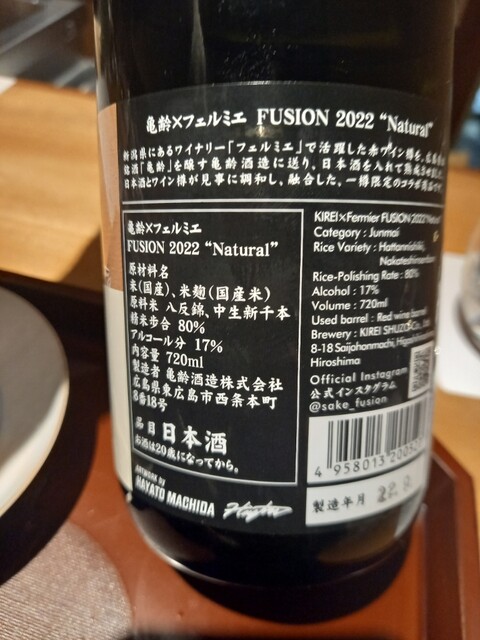 亀齢×フェルミエ FUSION 2022 "Natural"
新潟県にあるワイナリー「フェルミエ」で活躍した赤ワイン樽を、広島
銘酒「亀齢」を醸す亀齢酒造に送り、日本酒を入れて熟成させました。
日本酒とワイン樽が見事に調和し、融合した、一樽限定のコラボ商品です。
亀齢×フェルミエ
FUSION 2022 "Natural"
原材料名
米(国産)、米麹(国産米)
原料米 八反錦、中生新千本
精米歩合 80%
アルコール分 17%
内容量 720ml
製造者 亀齢酒造株式会社
広島県東広島市西条本町
8番18号
品目 日本酒
お酒は20歳になってから。
ARTWORK by
HAYATO MACHIDA
KIREI×Fermier FUSION 2022 "Natural"
Category : Junmai
Rice Variety : Hattannishiki,
Nakateshinsenbon
Rice-Polishing Rate : 80%
Alcohol : 17%
Volume : 720ml
Used barrel : Red wine barrel
Brewery : KIREI SHUZO Co., Ltd.
8-18 Saijohonmachi,
Hiroshima
Official Instagram
公式インスタグラム
@sake_fusion
4 958013 20052
製造年月 22.9